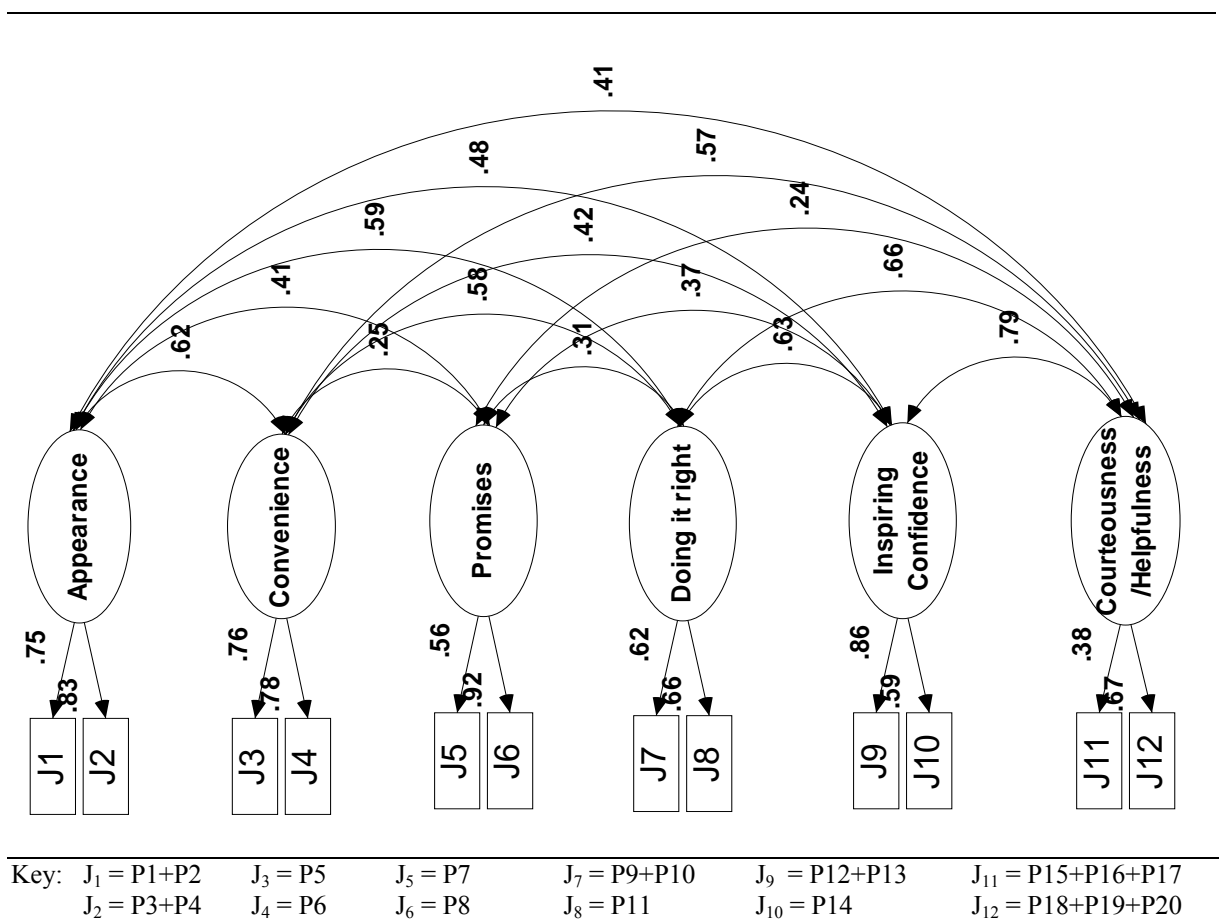 .41
.48
.57
.59
.42
.24
.41
.58
.37
.66
.62
.25
.31
.63
.79
Appearance
Convenience
Promises
Doing it right
Inspiring
Confidence
Courteousness
/Helpfulness
.75
.83
.76
.78
.56
.92
.62
.66
.86
.59
.38
.67
J1
J2
J3
J4
J5
J6
J7
J8
J9
J10
J11
J12
Key: J₁ = P1+P2 J₃ = P5 J₅ = P7 J₇ = P9+P10 J₉ = P12+P13 J₁₁ = P15+P16+P17
J₂ = P3+P4 J₄ = P6 J₆ = P8 J₈ = P11 J₁₀ = P14 J₁₂ = P18+P19+P20